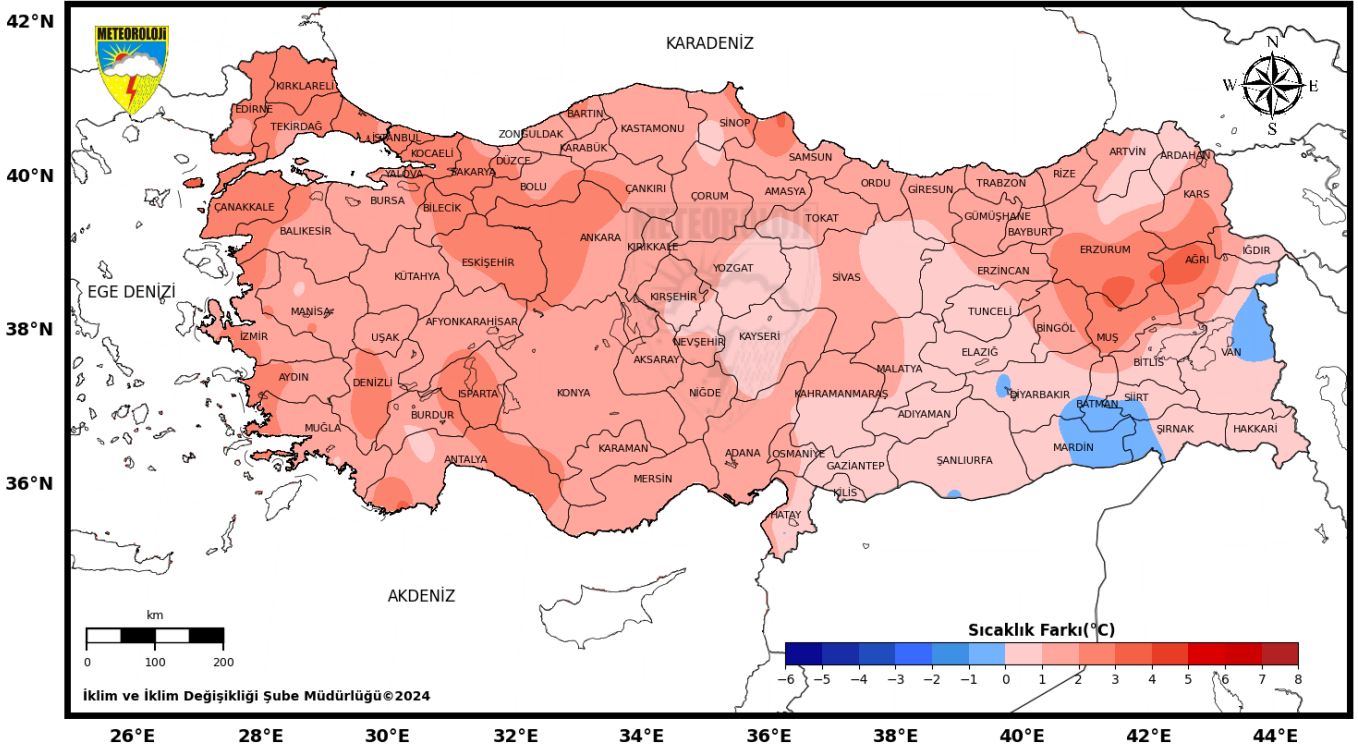 42°N
40°N
38°N
36°N
METEOROLOJİ
KARADENİZ
N
W E
S
KIRKLARELİ
EDİRNE
TEKİRDAĞ
İSTANBUL
KOCAELİ
YALOVA
SAKARYA
DÜZCE
ZONGULDAK
BARTIN
KARABÜK
KASTAMONU
SİNOP
SAMSUN
BOLU
ÇANKIRI
ÇORUM
AMASYA
ORDU
GİRESUN
TRABZON
RİZE
ARTVİN
ARDAHAN
KARS
ÇANAKKALE
BURSA
BİLECİK
BALIKESİR
ESKİŞEHİR
ANKARA
KIRIKKALE
METEOROLOJİ
TOKAT
GÜMÜŞHANE
BAYBURT
ERZURUM
AĞRI
IĞDIR
EGE DENİZİ
KÜTAHYA
YOZGAT
SİVAS
ERZİNCAN
KIRŞEHİR
MANİSA
AFYONKARAHİSAR
UŞAK
İZMİR
NEVŞEHİR
KAYSERİ
TUNCELİ
BİNGÖL
MUŞ
BİTLİS
VAN
AKSARAY
ELAZIĞ
MALATYA
AYDIN
DENİZLİ
ISPARTA
KONYA
NİĞDE
KAHRAMANMARAŞ
DİYARBAKIR
BATMAN
SİİRT
BURDUR
ADIYAMAN
MUĞLA
ŞIRNAK
HAKKARİ
ANTALYA
KARAMAN
ADANA
OSMANİYE
MARDİN
MERSİN
GAZİANTEP
ŞANLIURFA
KİLİS
HATAY
AKDENİZ
km
0 100 200
İklim ve İklim Değişikliği Şube Müdürlüğü©2024
Sıcaklık Farkı(°C)
−6 −5 −4 −3 −2 −1 0 1 2 3 4 5 6 7 8
26°E 28°E 30°E 32°E 34°E 36°E 38°E 40°E 42°E 44°E